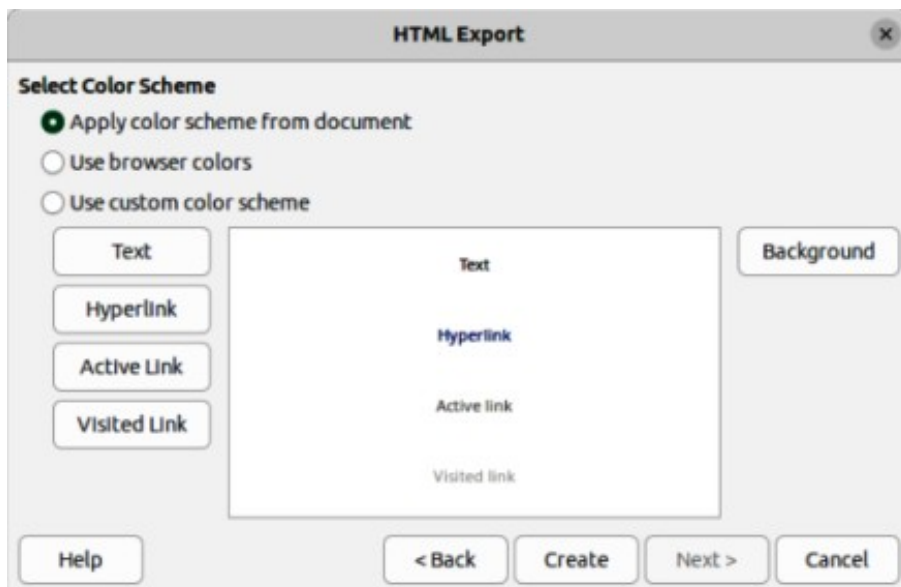 HTML Export
Select Color Scheme
Apply color scheme from document
Use browser colors
Use custom color scheme
Text
Hyperlink
Active Link
Visited Link
Text
Hyperlink
Active link
Visited link
Background
Help
< Back
Create
Next >
Cancel